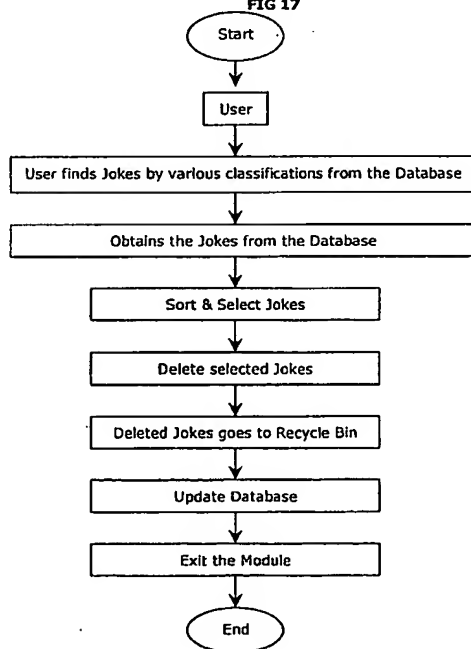 FIG 17
Start
User
User finds Jokes by various classifications from the Database
Obtains the Jokes from the Database
Sort & Select Jokes
Delete selected Jokes
Deleted Jokes goes to Recycle Bin
Update Database
Exit the Module
End